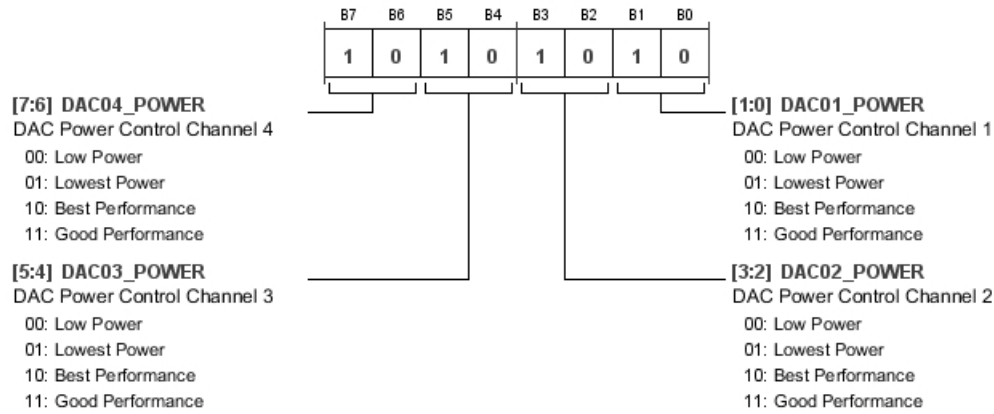 B7 B6 B5 B4 B3 B2 B1 B0
1 0 1 0 1 0 1 0
[7:6] DAC04_POWER
DAC Power Control Channel 4
00: Low Power
01: Lowest Power
10: Best Performance
11: Good Performance
[5:4] DAC03_POWER
DAC Power Control Channel 3
00: Low Power
01: Lowest Power
10: Best Performance
11: Good Performance
[1:0] DAC01_POWER
DAC Power Control Channel 1
00: Low Power
01: Lowest Power
10: Best Performance
11: Good Performance
[3:2] DAC02_POWER
DAC Power Control Channel 2
00: Low Power
01: Lowest Power
10: Best Performance
11: Good Performance